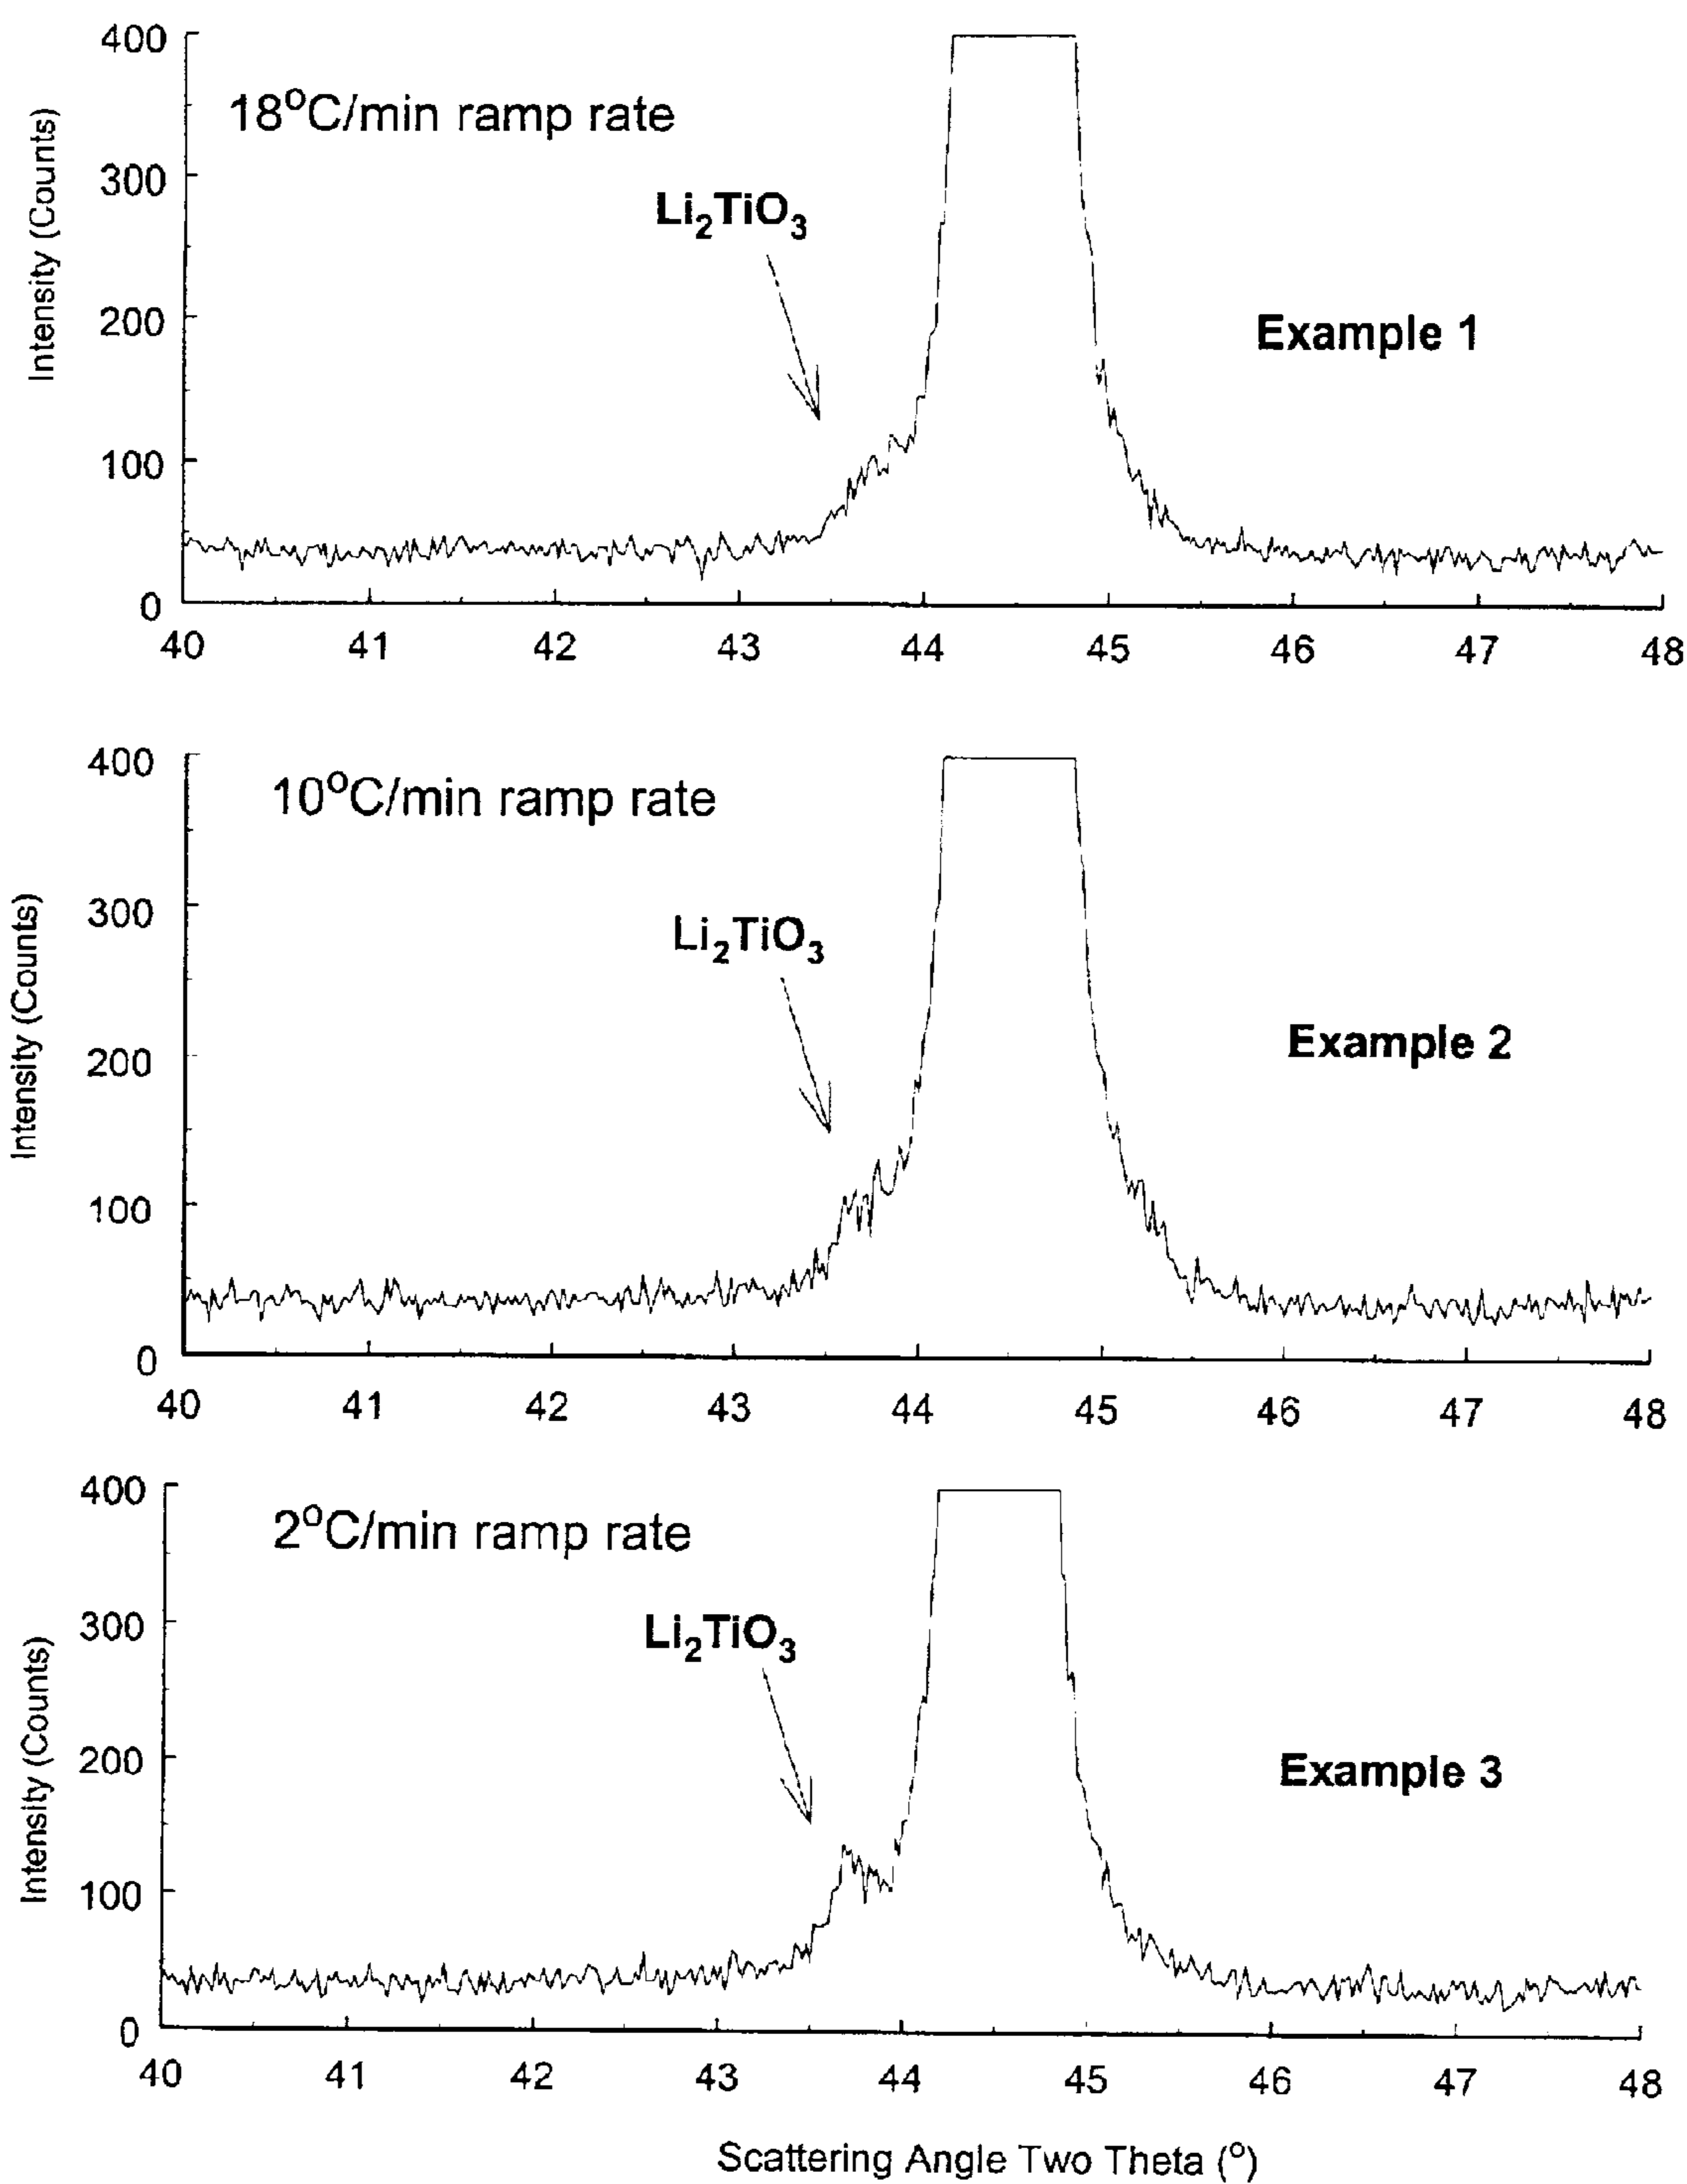 400
18°C/min ramp rate
300
Li₂TiO₃
Intensity (Counts)
200
Example 1
100
0
40 41 42 43 44 45 46 47 48
400
10°C/min ramp rate
300
Li₂TiO₃
Intensity (Counts)
200
Example 2
100
0
40 41 42 43 44 45 46 47 48
400
2°C/min ramp rate
300
Li₂TiO₃
Intensity (Counts)
200
Example 3
100
0
40 41 42 43 44 45 46 47 48
Scattering Angle Two Theta (°)